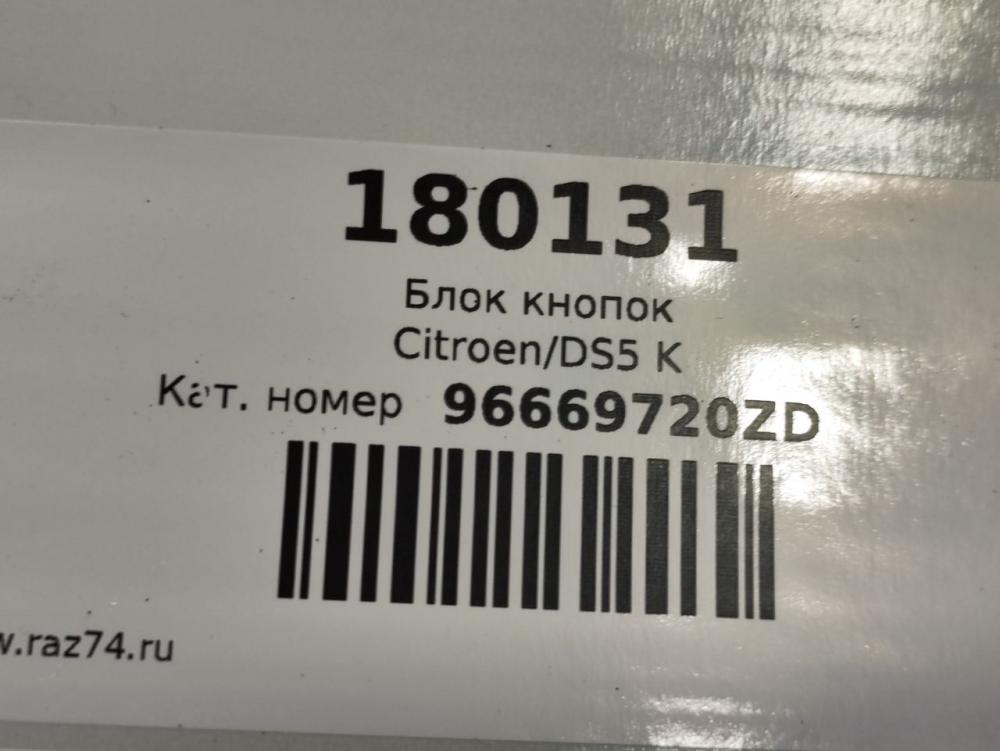 180131
Блок кнопок
Citroen/DS5 K
Кат. номер 96669720ZD
w.raz74.ru